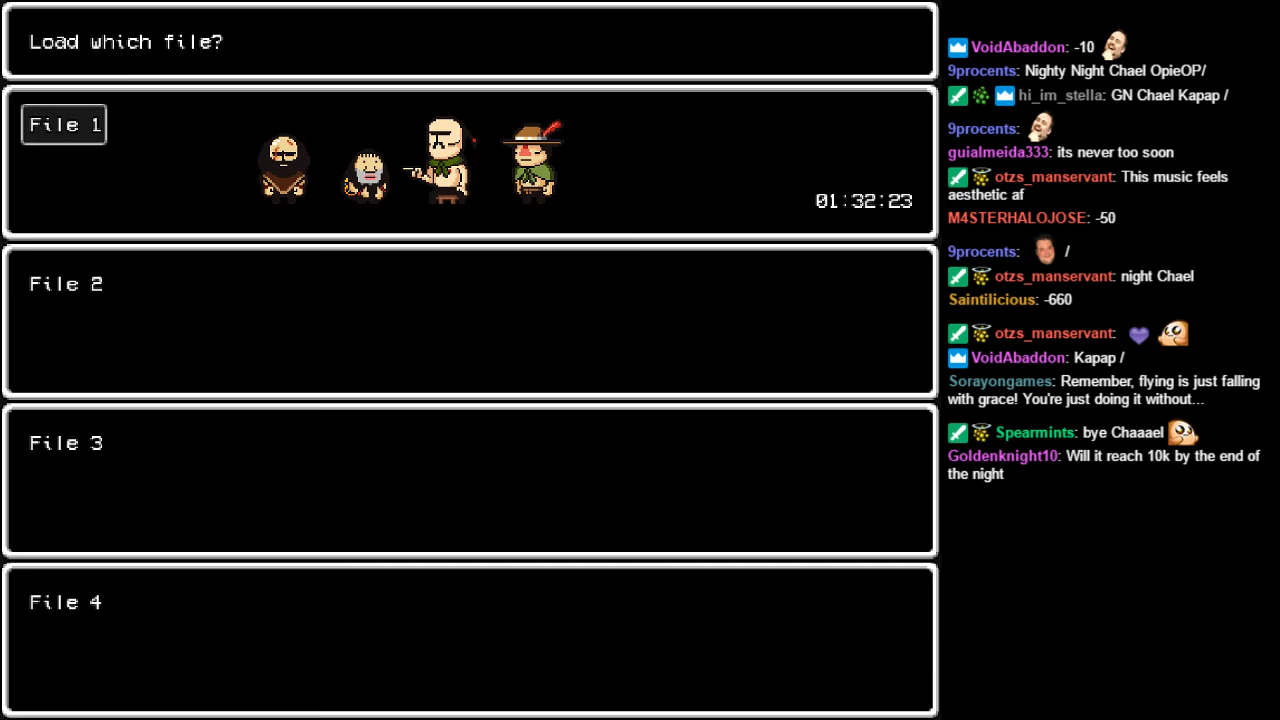 Load which file?
File 1
01:32:23
File 2
File 3
File 4
VoidAbaddon: -10
9procents: Nighty Night Chael OpieOP/
hi_im_stella: GN Chael Kapap /
9procents:
guialmeida333: its never too soon
otzs_manservant: This music feels
aesthetic af
M4STERHALOJOSE: -50
9procents: /
otzs_manservant: night Chael
Saintilicious: -660
otzs_manservant:
VoidAbaddon: Kapap /
Sorayongames: Remember, flying is just falling
with grace! You're just doing it without...
Spearmints: bye Chaaael
Goldenknight10: Will it reach 10k by the end of
the night